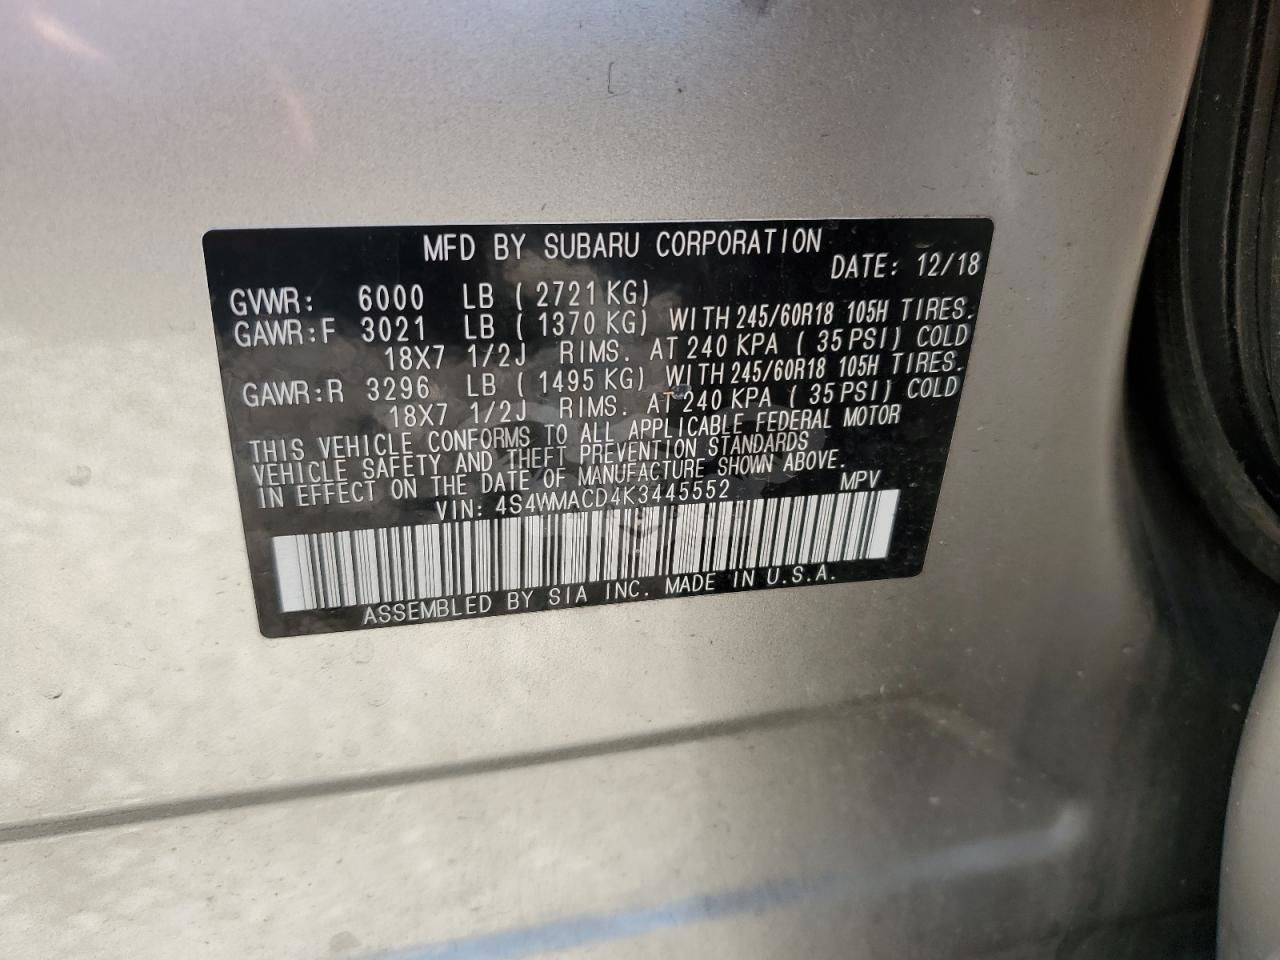 MFD BY SUBARU CORPORATION
DATE: 12/18
GVWR: 6000 LB ( 2721 KG)
GAWR:F 3021 LB ( 1370 KG) WITH 245/60R18 105H TIRES.
18X7 1/2J RIMS. AT 240 KPA ( 35 PSI) COLD
GAWR:R 3296 LB ( 1495 KG) WITH 245/60R18 105H TIRES.
18X7 1/2J RIMS. AT 240 KPA ( 35 PSI) COLD
THIS VEHICLE CONFORMS TO ALL APPLICABLE FEDERAL MOTOR
VEHICLE SAFETY AND THEFT PREVENTION STANDARDS
IN EFFECT ON THE DATE OF MANUFACTURE SHOWN ABOVE.
VIN: 4S4WMACD4K3445552 MPV
ASSEMBLED BY SIA INC. MADE IN U.S.A.